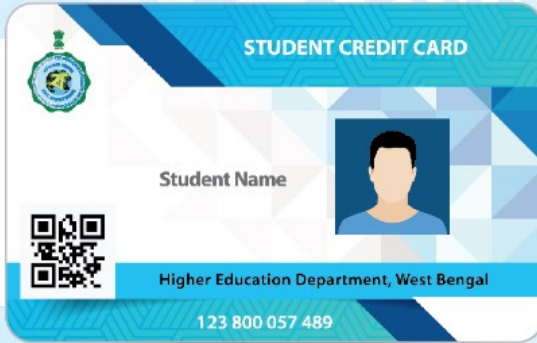 STUDENT CREDIT CARD
Student Name
Higher Education Department, West Bengal
123 800 057 489